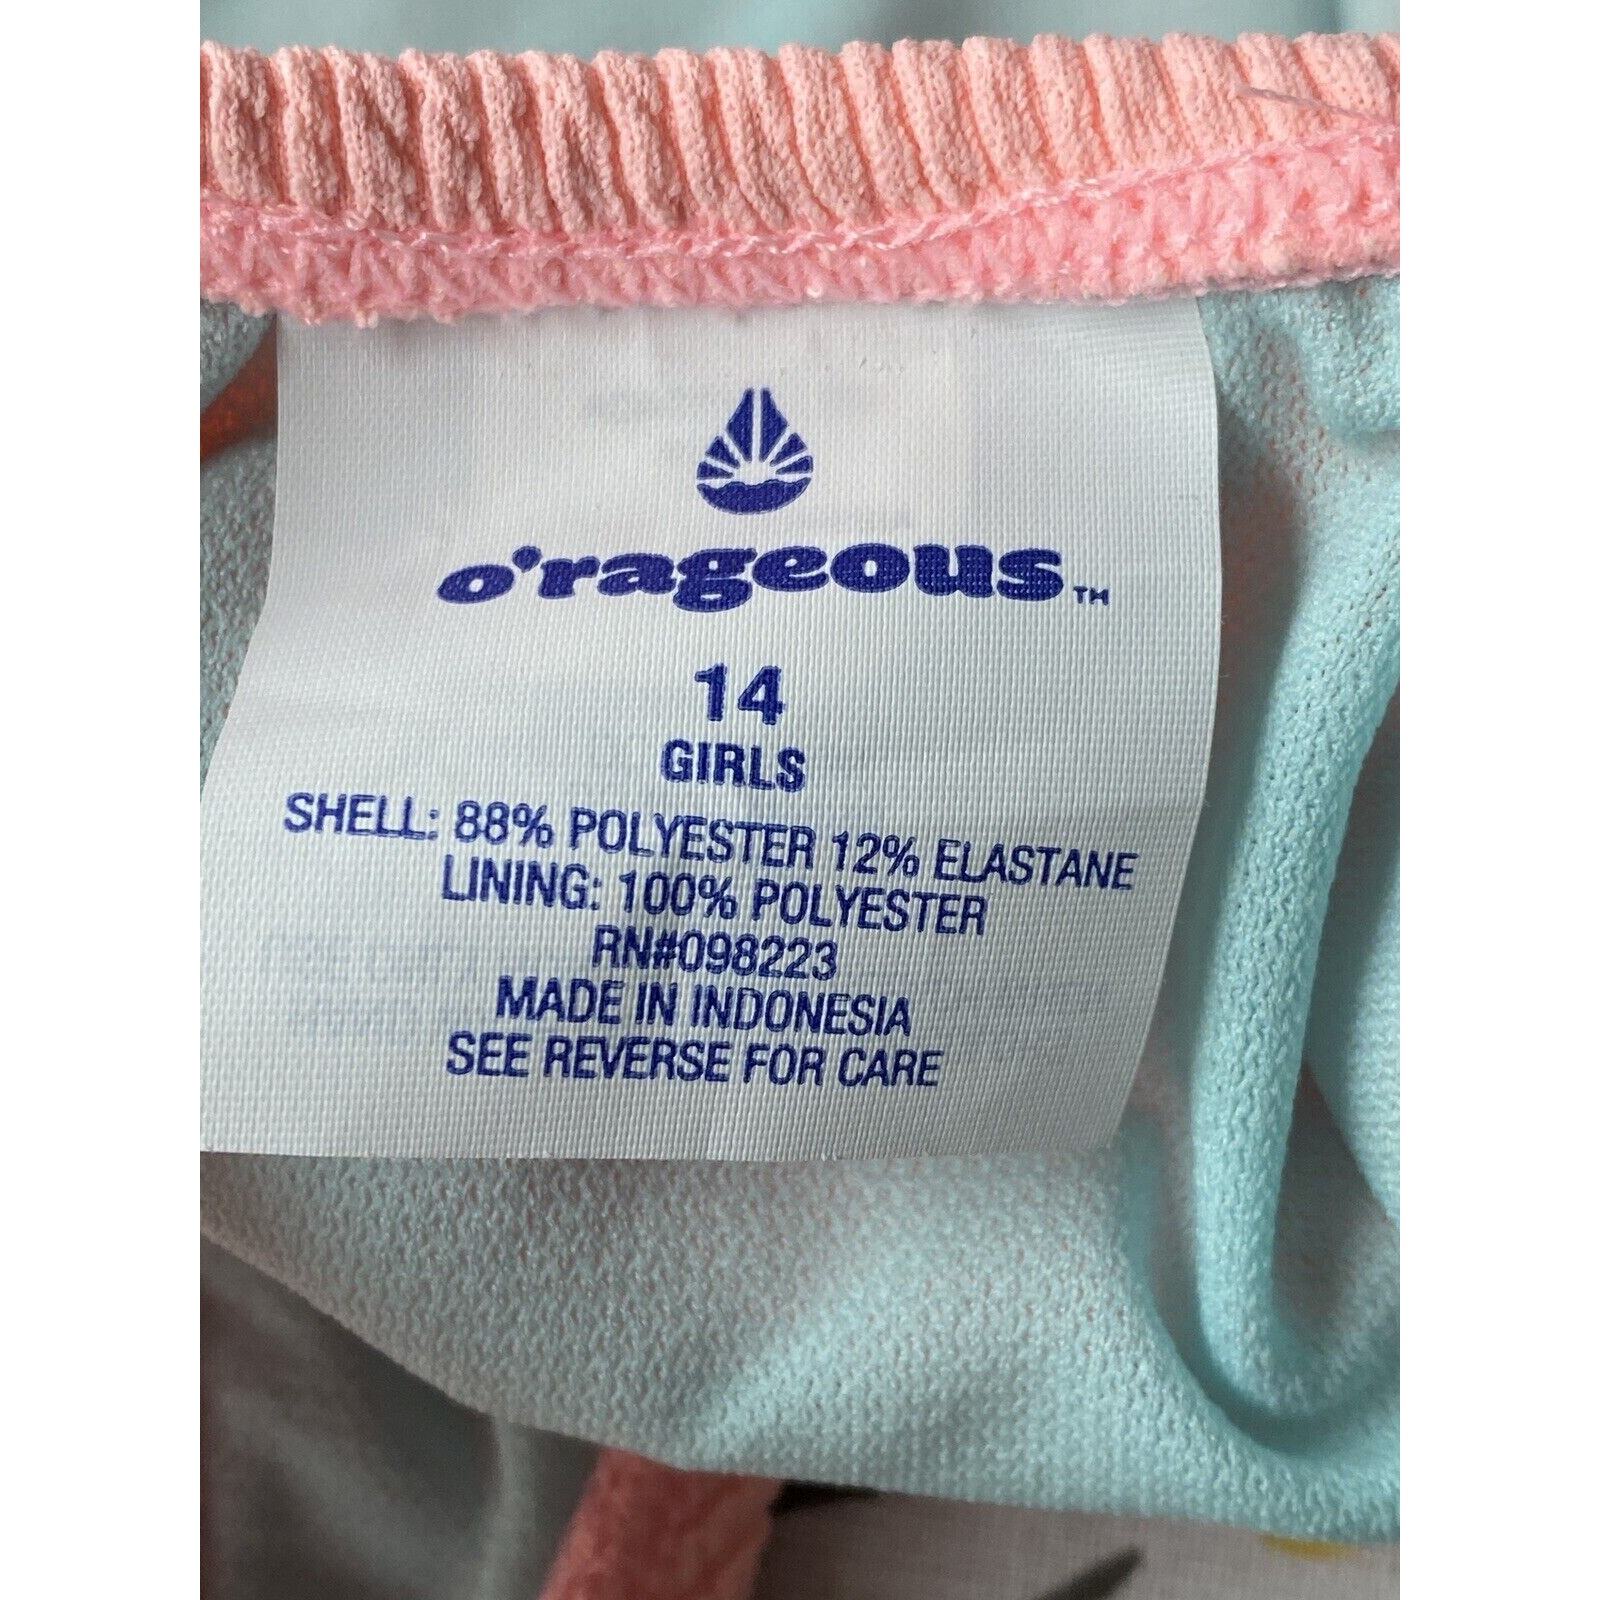 o'rageous™
14
GIRLS
SHELL: 88% POLYESTER 12% ELASTANE
LINING: 100% POLYESTER
RN#098223
MADE IN INDONESIA
SEE REVERSE FOR CARE